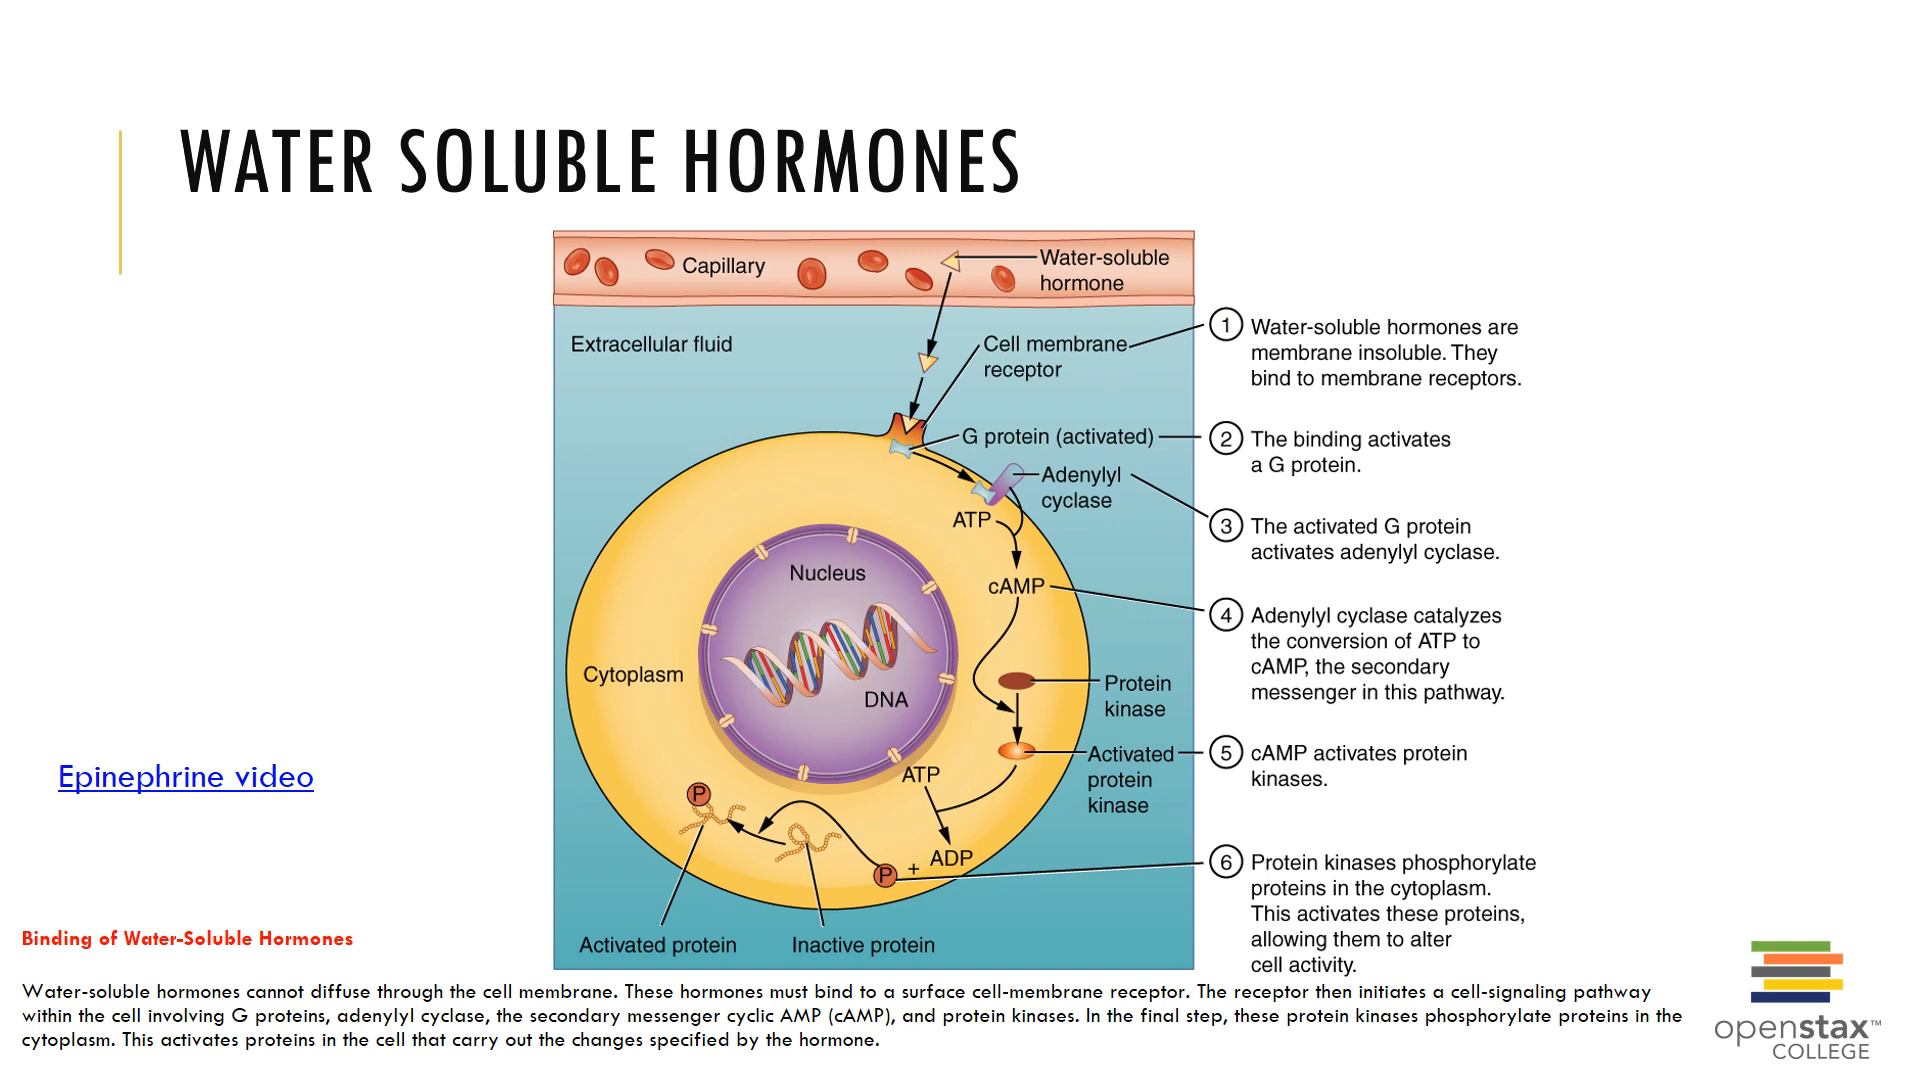 WATER SOLUBLE HORMONES
Capillary
Water-soluble
hormone
Extracellular fluid
Cell membrane
receptor
1
Water-soluble hormones are
membrane insoluble. They
bind to membrane receptors.
G protein (activated)
2
The binding activates
a G protein.
Adenylyl
cyclase
ATP
3
The activated G protein
activates adenylyl cyclase.
Nucleus
cAMP
4
Adenylyl cyclase catalyzes
the conversion of ATP to
cAMP, the secondary
messenger in this pathway.
Cytoplasm
DNA
Protein
kinase
Activated
protein
kinase
5
cAMP activates protein
kinases.
Epinephrine video
ATP
P
ADP
P +
6
Protein kinases phosphorylate
proteins in the cytoplasm.
This activates these proteins,
allowing them to alter
cell activity.
Activated protein
Inactive protein
Binding of Water-Soluble Hormones
Water-soluble hormones cannot diffuse through the cell membrane. These hormones must bind to a surface cell-membrane receptor. The receptor then initiates a cell-signaling pathway
within the cell involving G proteins, adenylyl cyclase, the secondary messenger cyclic AMP (cAMP), and protein kinases. In the final step, these protein kinases phosphorylate proteins in the
cytoplasm. This activates proteins in the cell that carry out the changes specified by the hormone.
openstax™
COLLEGE